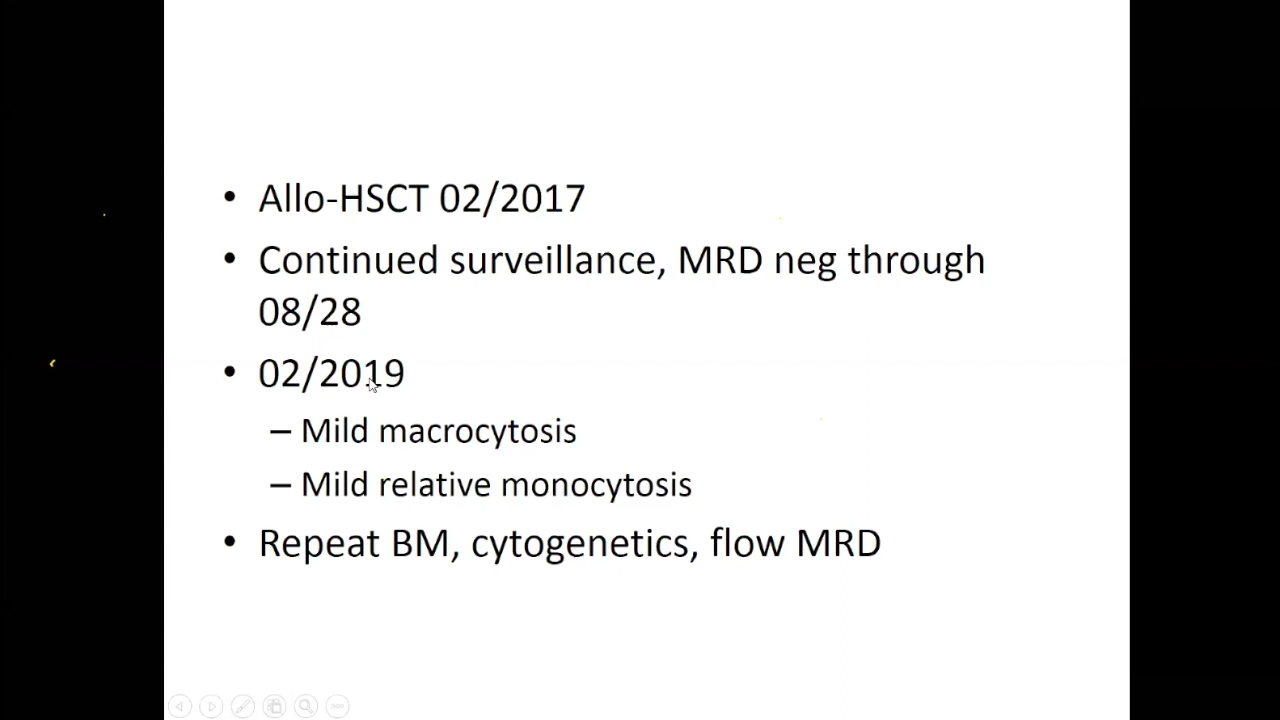 • Allo-HSCT 02/2017
• Continued surveillance, MRD neg through
08/28
• 02/2019
– Mild macrocytosis
– Mild relative monocytosis
• Repeat BM, cytogenetics, flow MRD